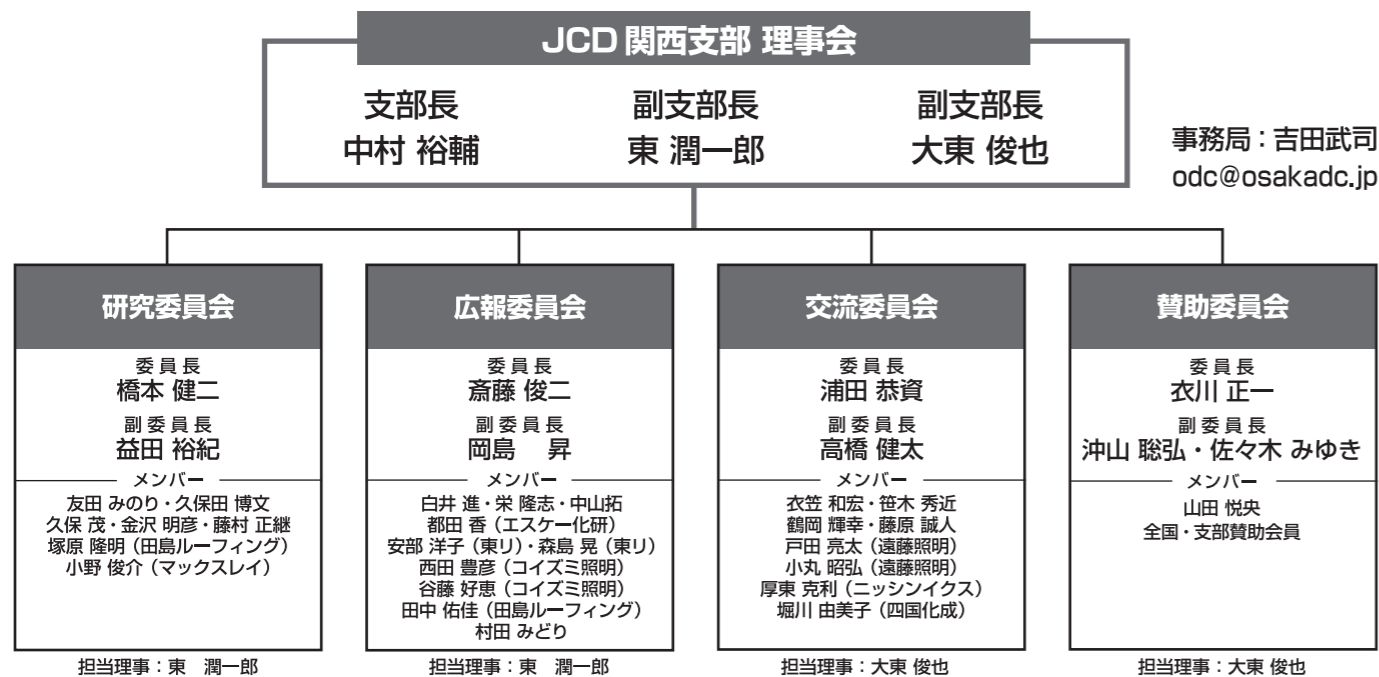 JCD関西支部 理事会
支部長
中村 裕輔
副支部長
東 潤一郎
副支部長
大東 俊也
事務局：吉田武司
odc@osakadc.jp
研究委員会
委員長
橋本 健二
副委員長
益田 裕紀
メンバー
友田 みのり・久保田 博文
久保 茂・金沢 明彦・藤村 正継
塚原 隆明（田島ルーフィング）
小野 俊介（マックスレイ）
担当理事：東 潤一郎
広報委員会
委員長
斎藤 俊二
副委員長
岡島 昇
メンバー
白井 進・栄 隆志・中山拓
都田 香（エスケー化研）
安部 洋子（東リ）・森島 晃（東リ）
西田 豊彦（コイズミ照明）
谷藤 好恵（コイズミ照明）
田中 佑佳（田島ルーフィング）
村田 みどり
担当理事：東 潤一郎
交流委員会
委員長
浦田 恭資
副委員長
高橋 健太
メンバー
衣笠 和宏・笹木 秀近
鶴岡 輝幸・藤原 誠人
戸田 亮太（遠藤照明）
小丸 昭弘（遠藤照明）
厚東 克利（ニッシンイクス）
堀川 由美子（四国化成）
担当理事：大東 俊也
賛助委員会
委員長
衣川 正一
副委員長
沖山 聡弘・佐々木 みゆき
メンバー
山田 悦央
全国・支部賛助会員
担当理事：大東 俊也